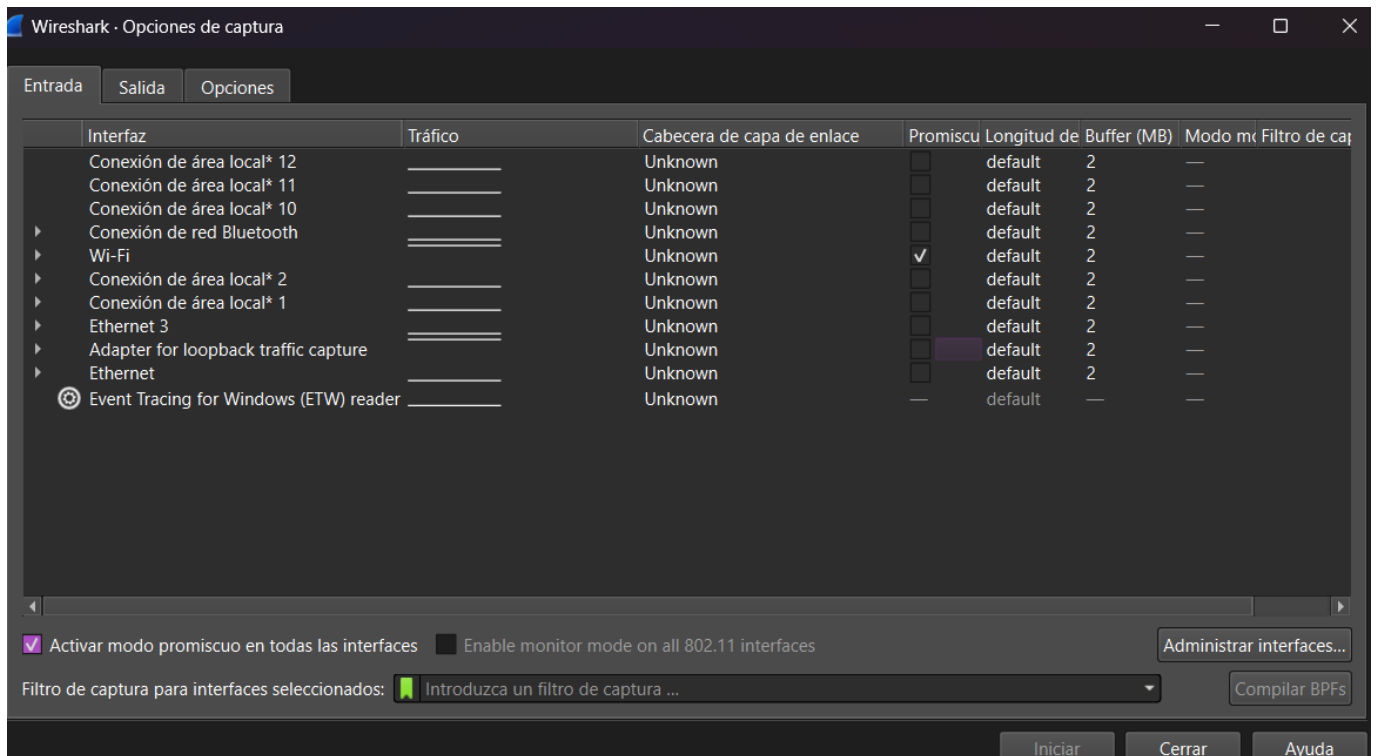 Wireshark · Opciones de captura
Entrada Salida Opciones
Interfaz Tráfico Cabecera de capa de enlace Promiscu Longitud de Buffer (MB) Modo mo Filtro de cap
Conexión de área local* 12 Unknown default 2 —
Conexión de área local* 11 Unknown default 2 —
Conexión de área local* 10 Unknown default 2 —
Conexión de red Bluetooth Unknown default 2 —
Wi-Fi Unknown default 2 —
Conexión de área local* 2 Unknown default 2 —
Conexión de área local* 1 Unknown default 2 —
Ethernet 3 Unknown default 2 —
Adapter for loopback traffic capture Unknown default 2 —
Ethernet Unknown default 2 —
Event Tracing for Windows (ETW) reader Unknown — default — —
Activar modo promiscuo en todas las interfaces Enable monitor mode on all 802.11 interfaces Administrar interfaces...
Filtro de captura para interfaces seleccionados: Introduzca un filtro de captura ... Compilar BPFs
Iniciar Cerrar Ayuda